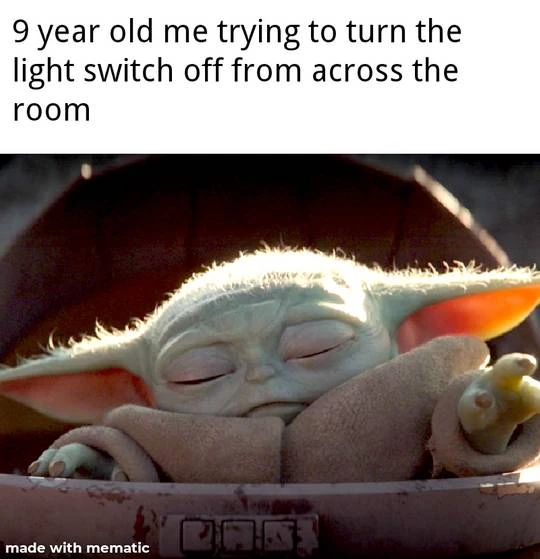 9 year old me trying to turn the
light switch off from across the
room
made with mematic